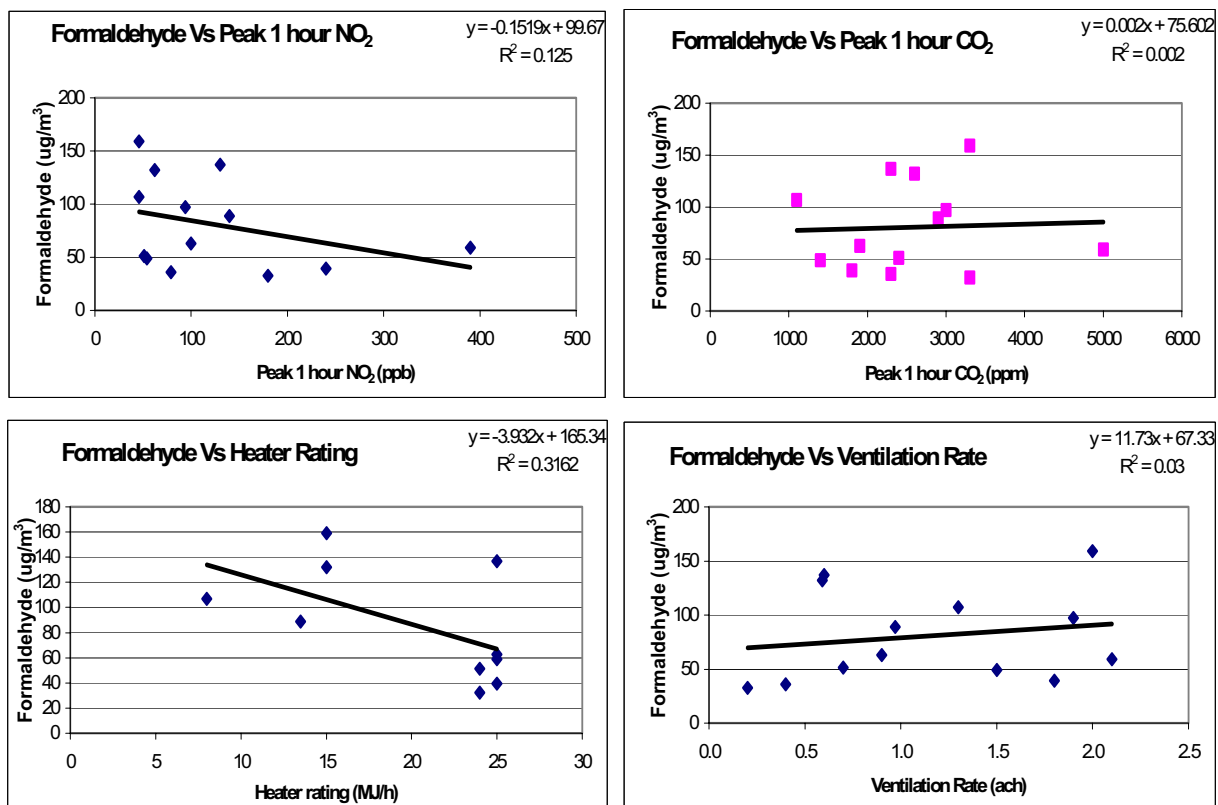 Formaldehyde Vs Peak 1 hour NO₂
y = -0.1519x + 99.67
R² = 0.125
Formaldehyde (ug/m³)
200
150
100
50
0
0 100 200 300 400 500
Peak 1 hour NO₂ (ppb)
Formaldehyde Vs Peak 1 hour CO₂
y = 0.002x + 75.602
R² = 0.002
Formaldehyde (ug/m³)
200
150
100
50
0
0 1000 2000 3000 4000 5000 6000
Peak 1 hour CO₂ (ppm)
Formaldehyde Vs Heater Rating
y = -3.932x + 165.34
R² = 0.3162
Formaldehyde (ug/m³)
180
160
140
120
100
80
60
40
20
0
0 5 10 15 20 25 30
Heater rating (MJ/h)
Formaldehyde Vs Ventilation Rate
y = 11.73x + 67.33
R² = 0.03
Formaldehyde (ug/m³)
200
150
100
50
0
0.0 0.5 1.0 1.5 2.0 2.5
Ventilation Rate (ach)